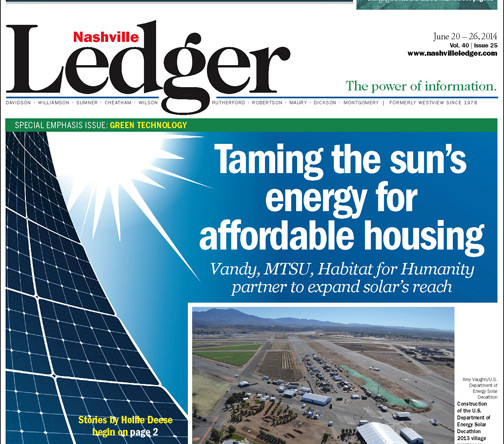 Nashville
Ledger
June 20 – 26, 2014
Vol. 40 | Issue 25
www.nashvilleledger.com
The power of information.
DAVIDSON • WILLIAMSON • SUMNER • CHEATHAM • WILSON RUTHERFORD • ROBERTSON • MAURY • DICKSON • MONTGOMERY | FORMERLY WESTVIEW SINCE 1978
SPECIAL EMPHASIS ISSUE: GREEN TECHNOLOGY
Taming the sun's
energy for
affordable housing
Vandy, MTSU, Habitat for Humanity
partner to expand solar's reach
Stories by Hollie Deese
begin on page 2
Amy Vaughn/U.S.
Department of
Energy Solar
Decathlon
Construction
of the U.S.
Department of
Energy Solar
Decathlon
2013 village